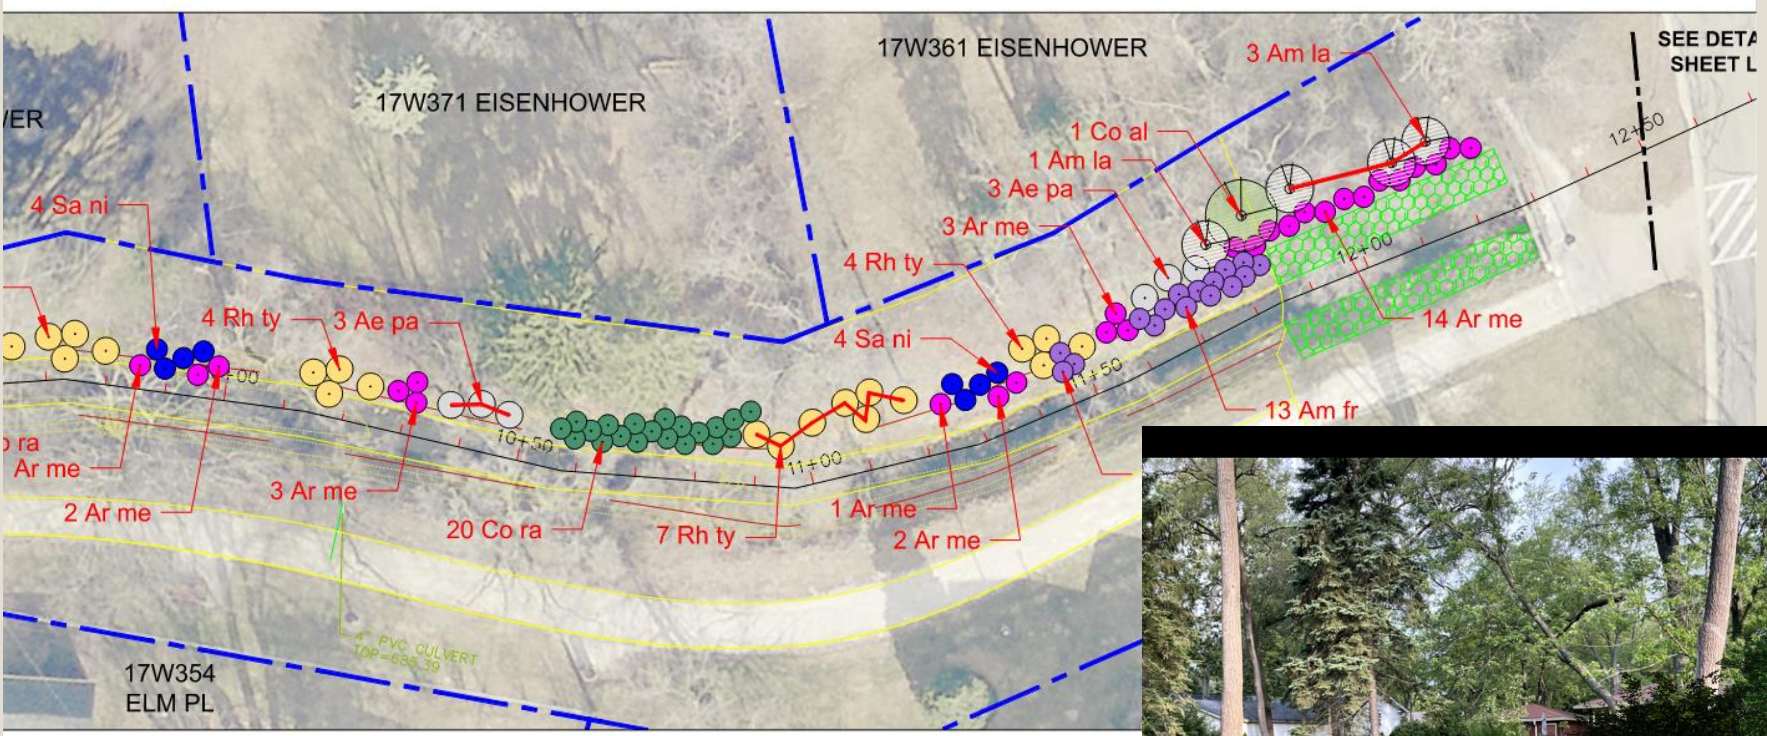 17W361 EISENHOWER
3 Am la
SEE DETA
SHEET L
17W371 EISENHOWER
/ER
1 Co al
1 Am la
3 Ae pa
3 Ar me
12+50
4 Sa ni
4 Rh ty
12+00
4 Rh ty
3 Ae pa
4 Sa ni
14 Ar me
+00
11+50
13 Am fr
10+50
11+00
o ra
Ar me
3 Ar me
2 Ar me
20 Co ra
7 Rh ty
1 Ar me
2 Ar me
4" PVC CULVERT
TOP=683.39
17W354
ELM PL